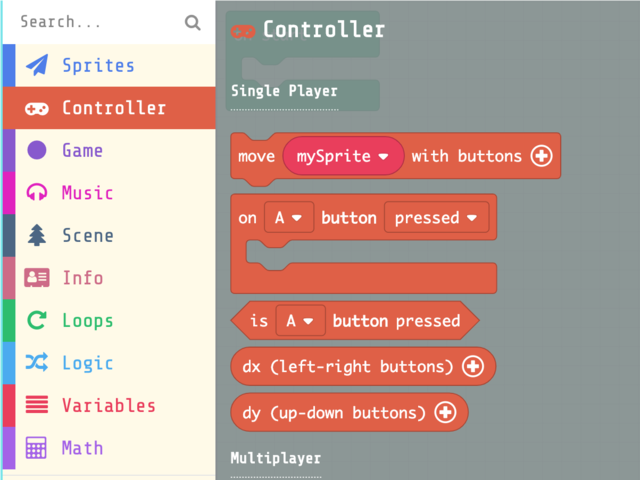 Search...
Sprites
Controller
Game
Music
Scene
Info
Loops
Logic
Variables
Math
Controller
Single Player
move mySprite with buttons
on A button pressed
is A button pressed
dx (left-right buttons)
dy (up-down buttons)
Multiplayer